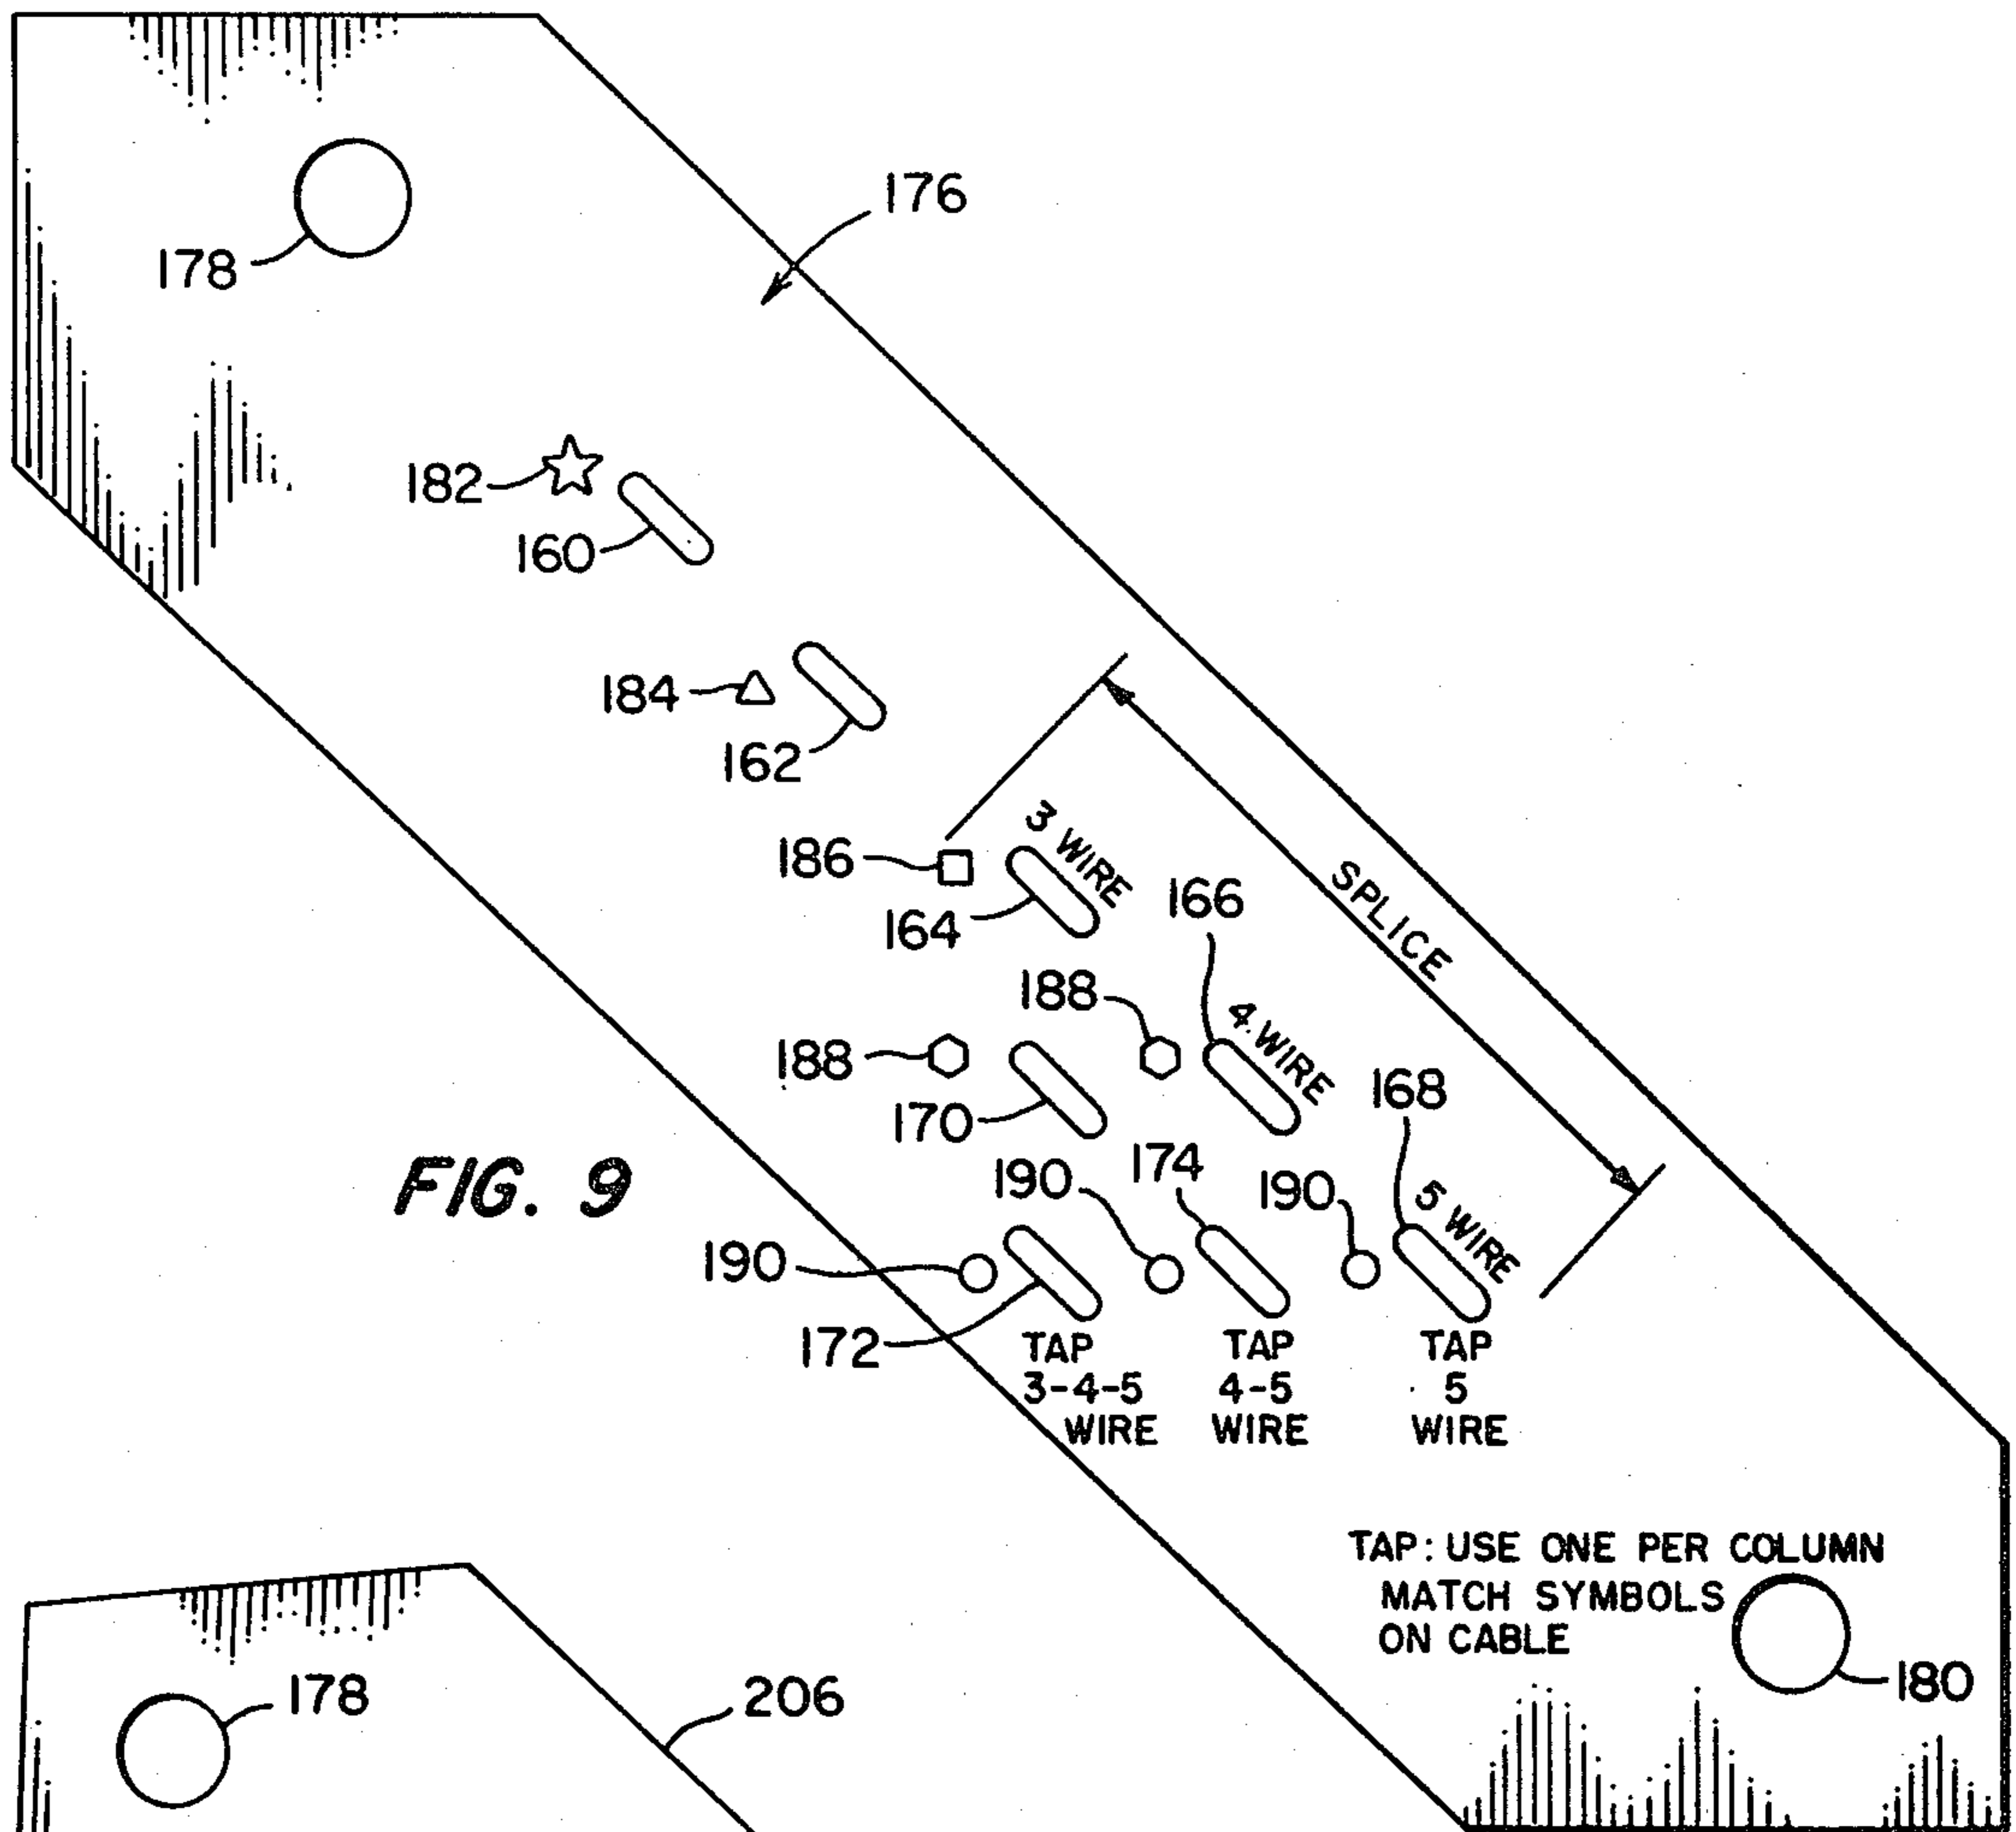 176
178
182
160
184
162
3 WIRE
186
164
166
SPLICE
188
4 WIRE
188
170
168
FIG. 9
190
174
190
5 WIRE
190
172
TAP
3-4-5
WIRE
TAP
4-5
WIRE
TAP
5
WIRE
TAP: USE ONE PER COLUMN
MATCH SYMBOLS
ON CABLE
180
178
206